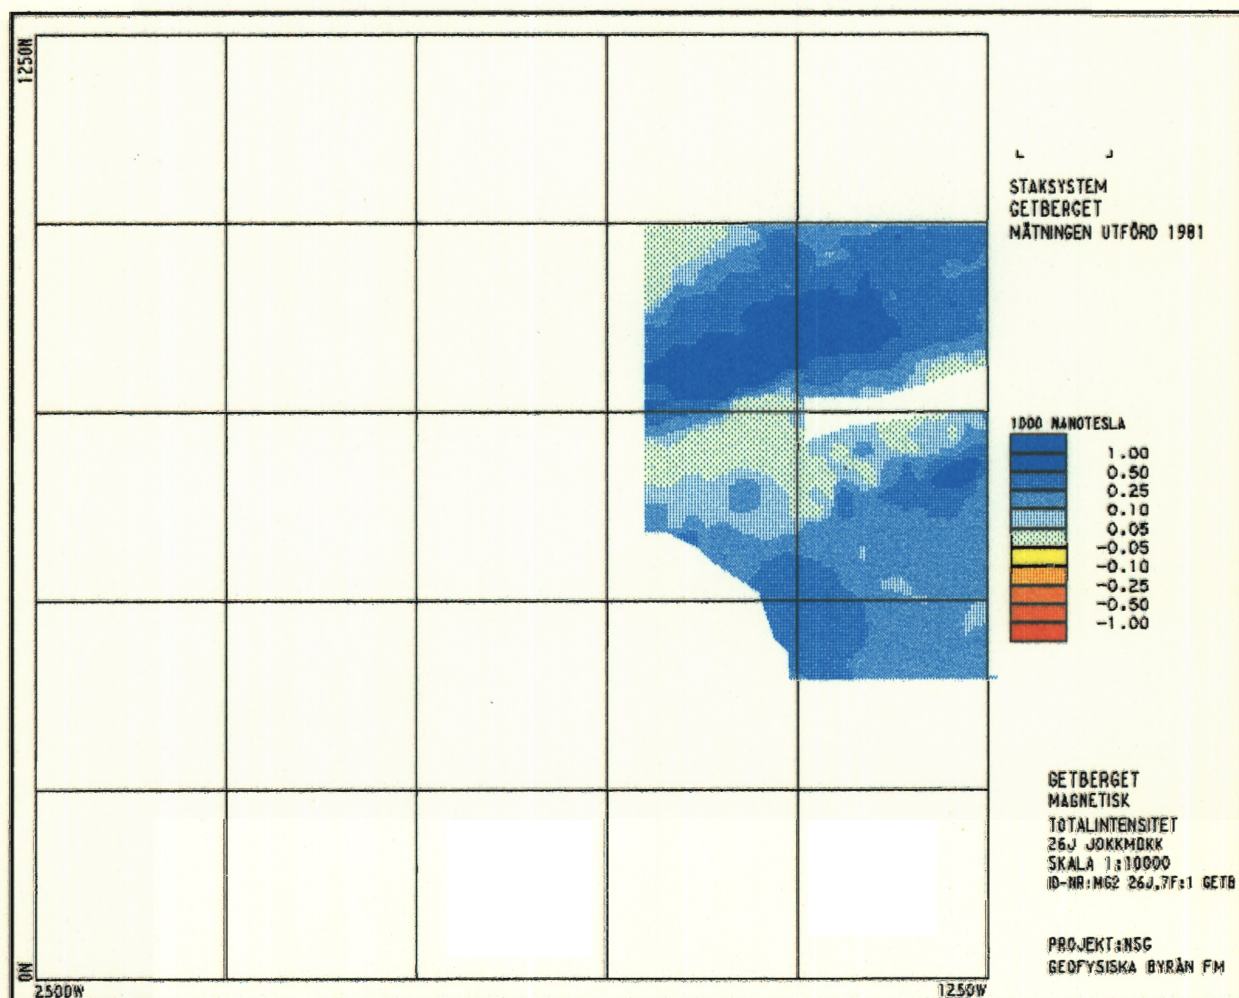 1250N
STAKSYSTEM
GETBERGET
MÄTNINGEN UTFÖRD 1981
1000 NANOTESLA
1.00
0.50
0.25
0.10
0.05
-0.05
-0.10
-0.25
-0.50
-1.00
GETBERGET
MAGNETISK
TOTALINTENSITET
26J JOKKMOKK
SKALA 1:10000
ID-NR:MG2 26J,7F:1 GETB
PROJEKT:NSG
GEOFYSISKA BYRÅN FM
0N
2500W
1250W